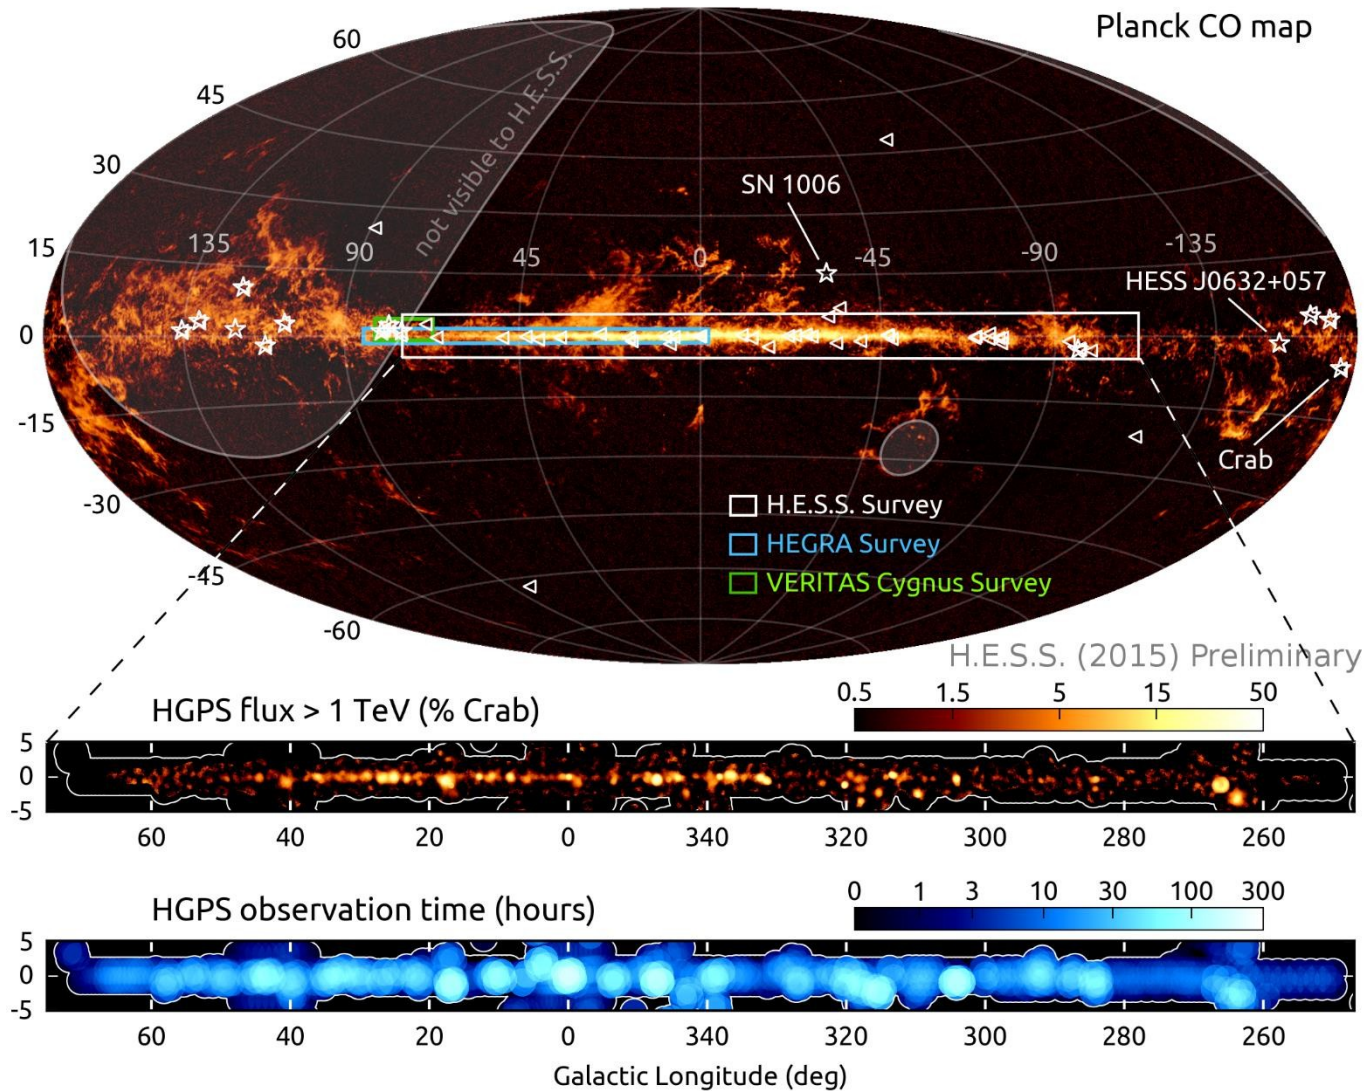 Planck CO map
60
45
30
15
0
-15
-30
-45
-60
not visible to H.E.S.S.
135
90
45
0
-45
-90
-135
SN 1006
HESS J0632+057
Crab
H.E.S.S. Survey
HEGRA Survey
VERITAS Cygnus Survey
H.E.S.S. (2015) Preliminary
HGPS flux > 1 TeV (% Crab)
0.5 1.5 5 15 50
5
0
-5
60 40 20 0 340 320 300 280 260
HGPS observation time (hours)
0 1 3 10 30 100 300
5
0
-5
60 40 20 0 340 320 300 280 260
Galactic Longitude (deg)